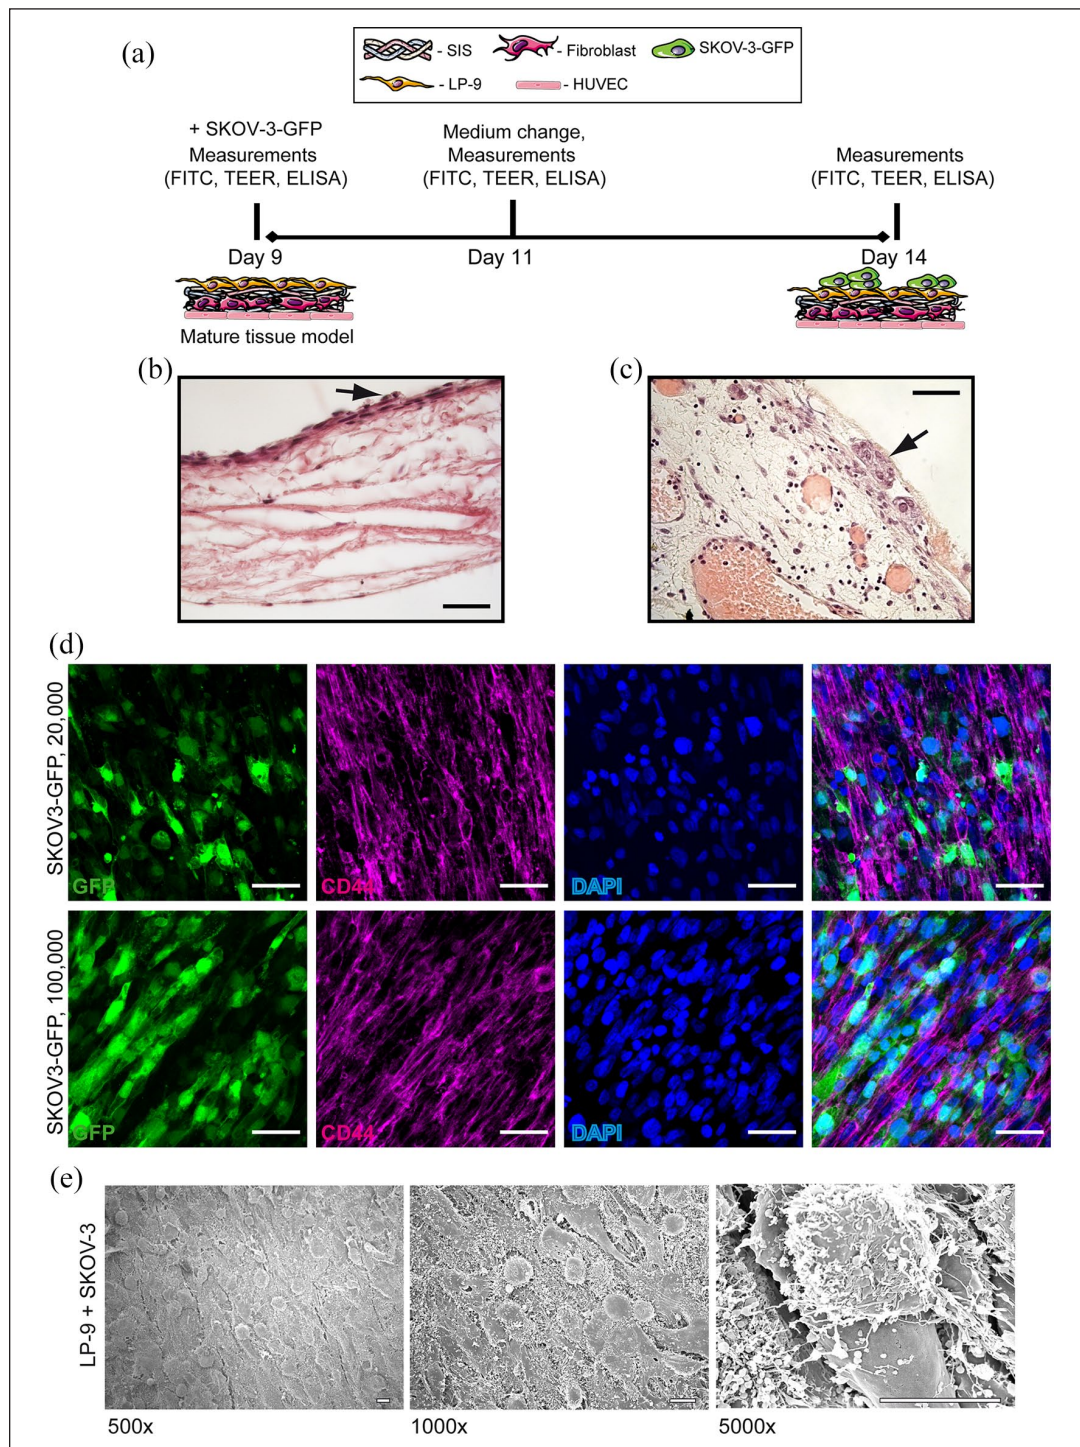 (a)
- SIS
- Fibroblast
SKOV-3-GFP
- LP-9
- HUVEC
+ SKOV-3-GFP
Measurements
(FITC, TEER, ELISA)
Medium change,
Measurements
(FITC, TEER, ELISA)
Measurements
(FITC, TEER, ELISA)
Day 9
Day 11
Day 14
Mature tissue model
(b)
(c)
(d)
SKOV3-GFP, 20,000
GFP
CD44
DAPI
SKOV3-GFP, 100,000
GFP
CD44
DAPI
(e)
LP-9 + SKOV-3
500x
1000x
5000x